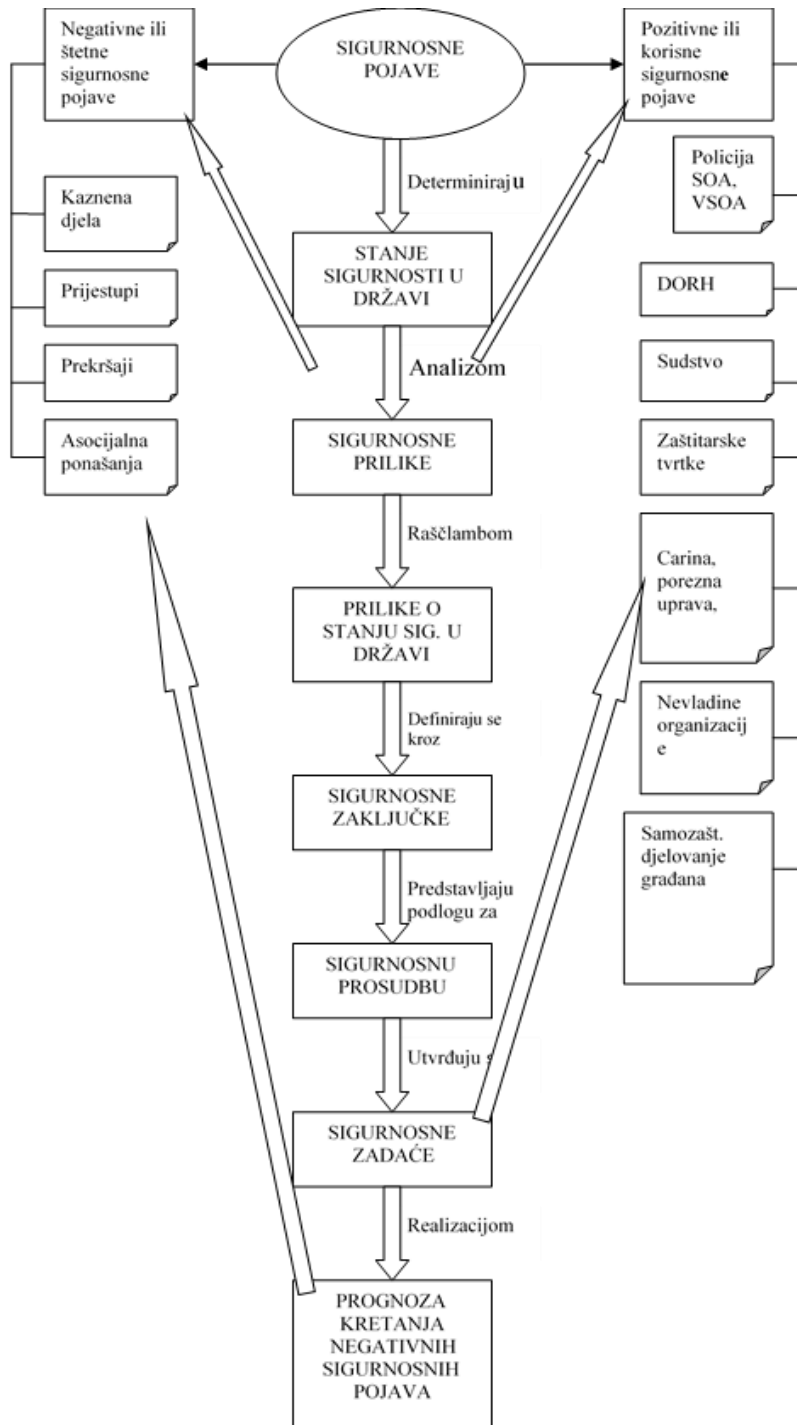 Negativne ili
štetne
sigurnosne
pojave
SIGURNOSNE
POJAVE
Pozitivne ili
korisne
sigurnosne
pojave
Determiniraju
Policija
SOA,
VSOA
Kaznena
djela
STANJE
SIGURNOSTI U
DRŽAVI
DORH
Prijestupi
Analizom
Sudstvo
Prekršaji
SIGURNOSNE
PRILIKE
Zaštitarske
tvrtke
Asocijalna
ponašanja
Raščlambom
Carina,
porezna
uprava,
PRILIKE O
STANJU SIG. U
DRŽAVI
Definiraju se
kroz
Nevladine
organizacij
e
SIGURNOSNE
ZAKLJUČKE
Samozašt.
djelovanje
građana
Predstavljaju
podlogu za
SIGURNOSNU
PROSUDBU
Utvrđuju
SIGURNOSNE
ZADAĆE
Realizacijom
PROGNOZA
KRETANJA
NEGATIVNIH
SIGURNOSNIH
POJAVA